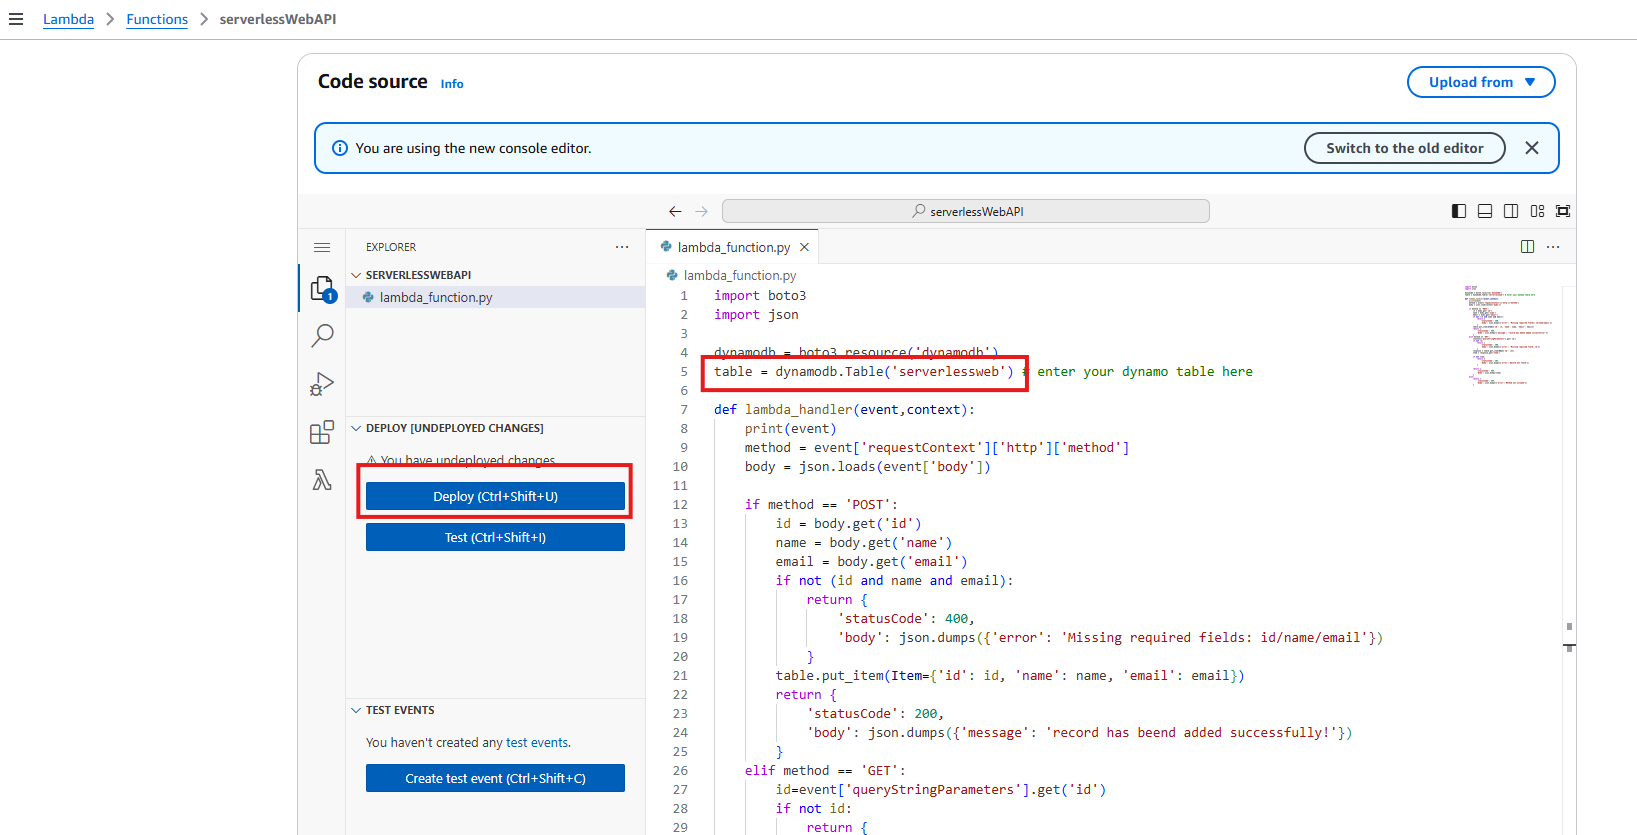 Lambda > Functions > serverlessWebAPI
Code source Info
Upload from
You are using the new console editor.
Switch to the old editor
serverlessWebAPI
EXPLORER
SERVERLESSWEBAPI
lambda_function.py
1
DEPLOY [UNDEPLOYED CHANGES]
You have undeployed changes.
Deploy (Ctrl+Shift+U)
Test (Ctrl+Shift+I)
TEST EVENTS
You haven't created any test events.
Create test event (Ctrl+Shift+C)
lambda_function.py
lambda_function.py
1 import boto3
2 import json
3
4 dynamodb = boto3.resource('dynamodb')
5 table = dynamodb.Table('serverlessweb') # enter your dynamo table here
6
7 def lambda_handler(event,context):
8     print(event)
9     method = event['requestContext']['http']['method']
10     body = json.loads(event['body'])
11
12     if method == 'POST':
13         id = body.get('id')
14         name = body.get('name')
15         email = body.get('email')
16         if not (id and name and email):
17             return {
18                 'statusCode': 400,
19                 'body': json.dumps({'error': 'Missing required fields: id/name/email'})
20             }
21         table.put_item(Item={'id': id, 'name': name, 'email': email})
22         return {
23             'statusCode': 200,
24             'body': json.dumps({'message': 'record has beend added successfully!'})
25         }
26     elif method == 'GET':
27         id=event['queryStringParameters'].get('id')
28         if not id:
29             return {